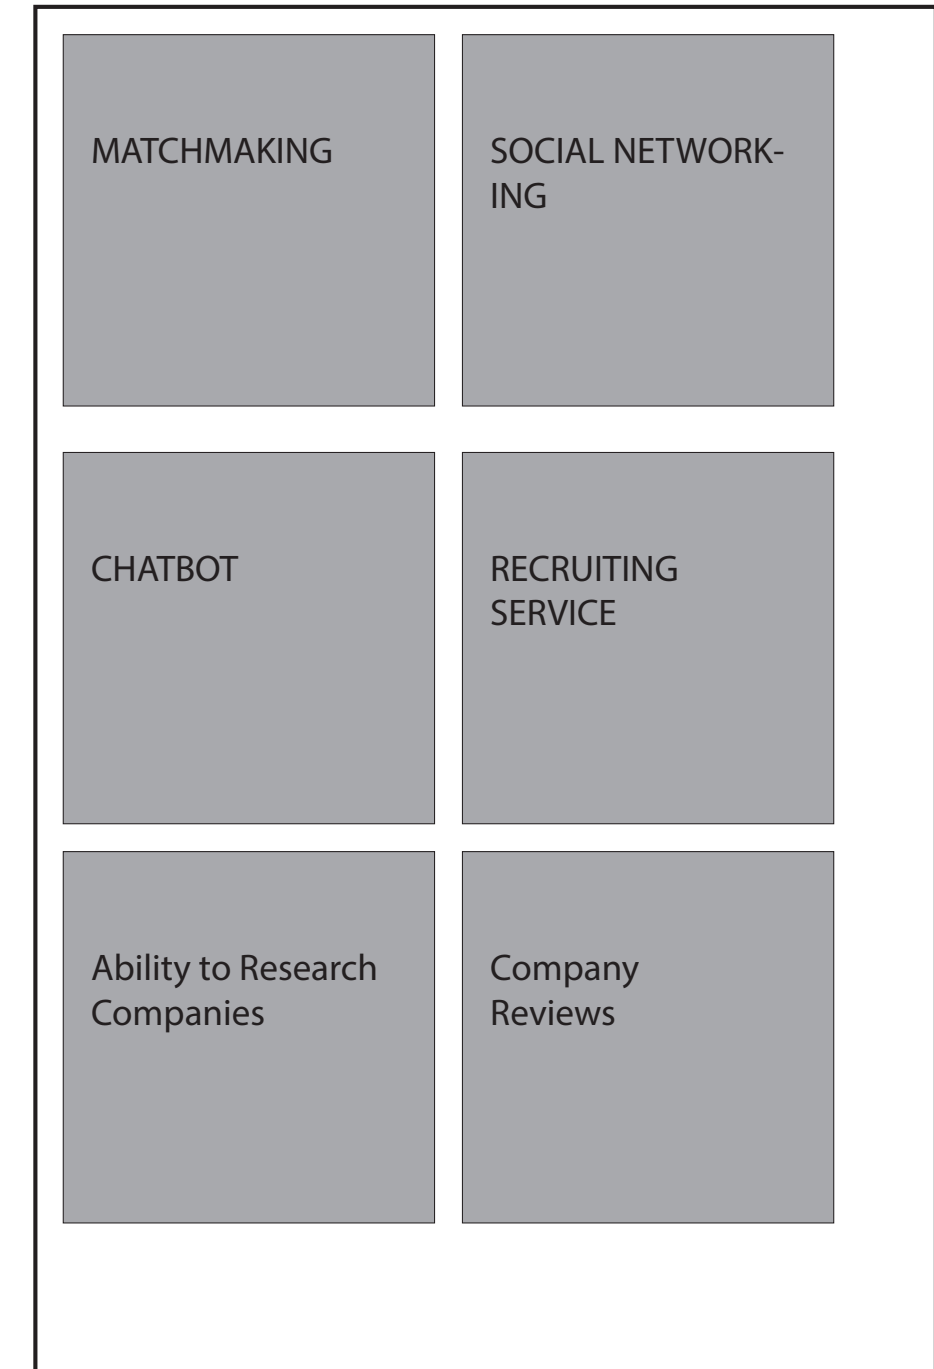 MATCHMAKING
SOCIAL NETWORK-
ING
CHATBOT
RECRUITING
SERVICE
Ability to Research
Companies
Company
Reviews